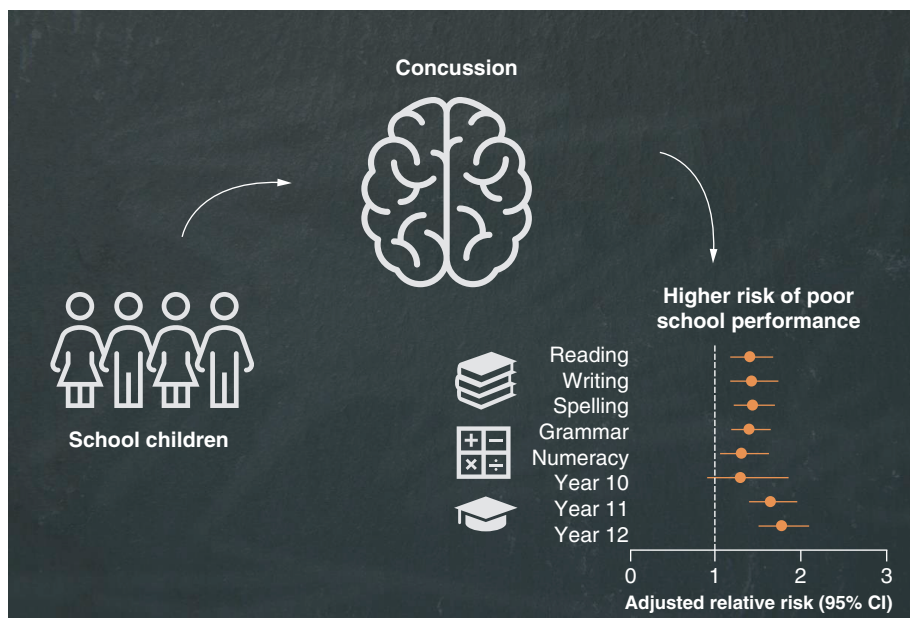 Concussion
School children
Higher risk of poor
school performance
Reading
Writing
Spelling
Grammar
Numeracy
Year 10
Year 11
Year 12
+ −
× ÷
0 1 2 3
Adjusted relative risk (95% CI)